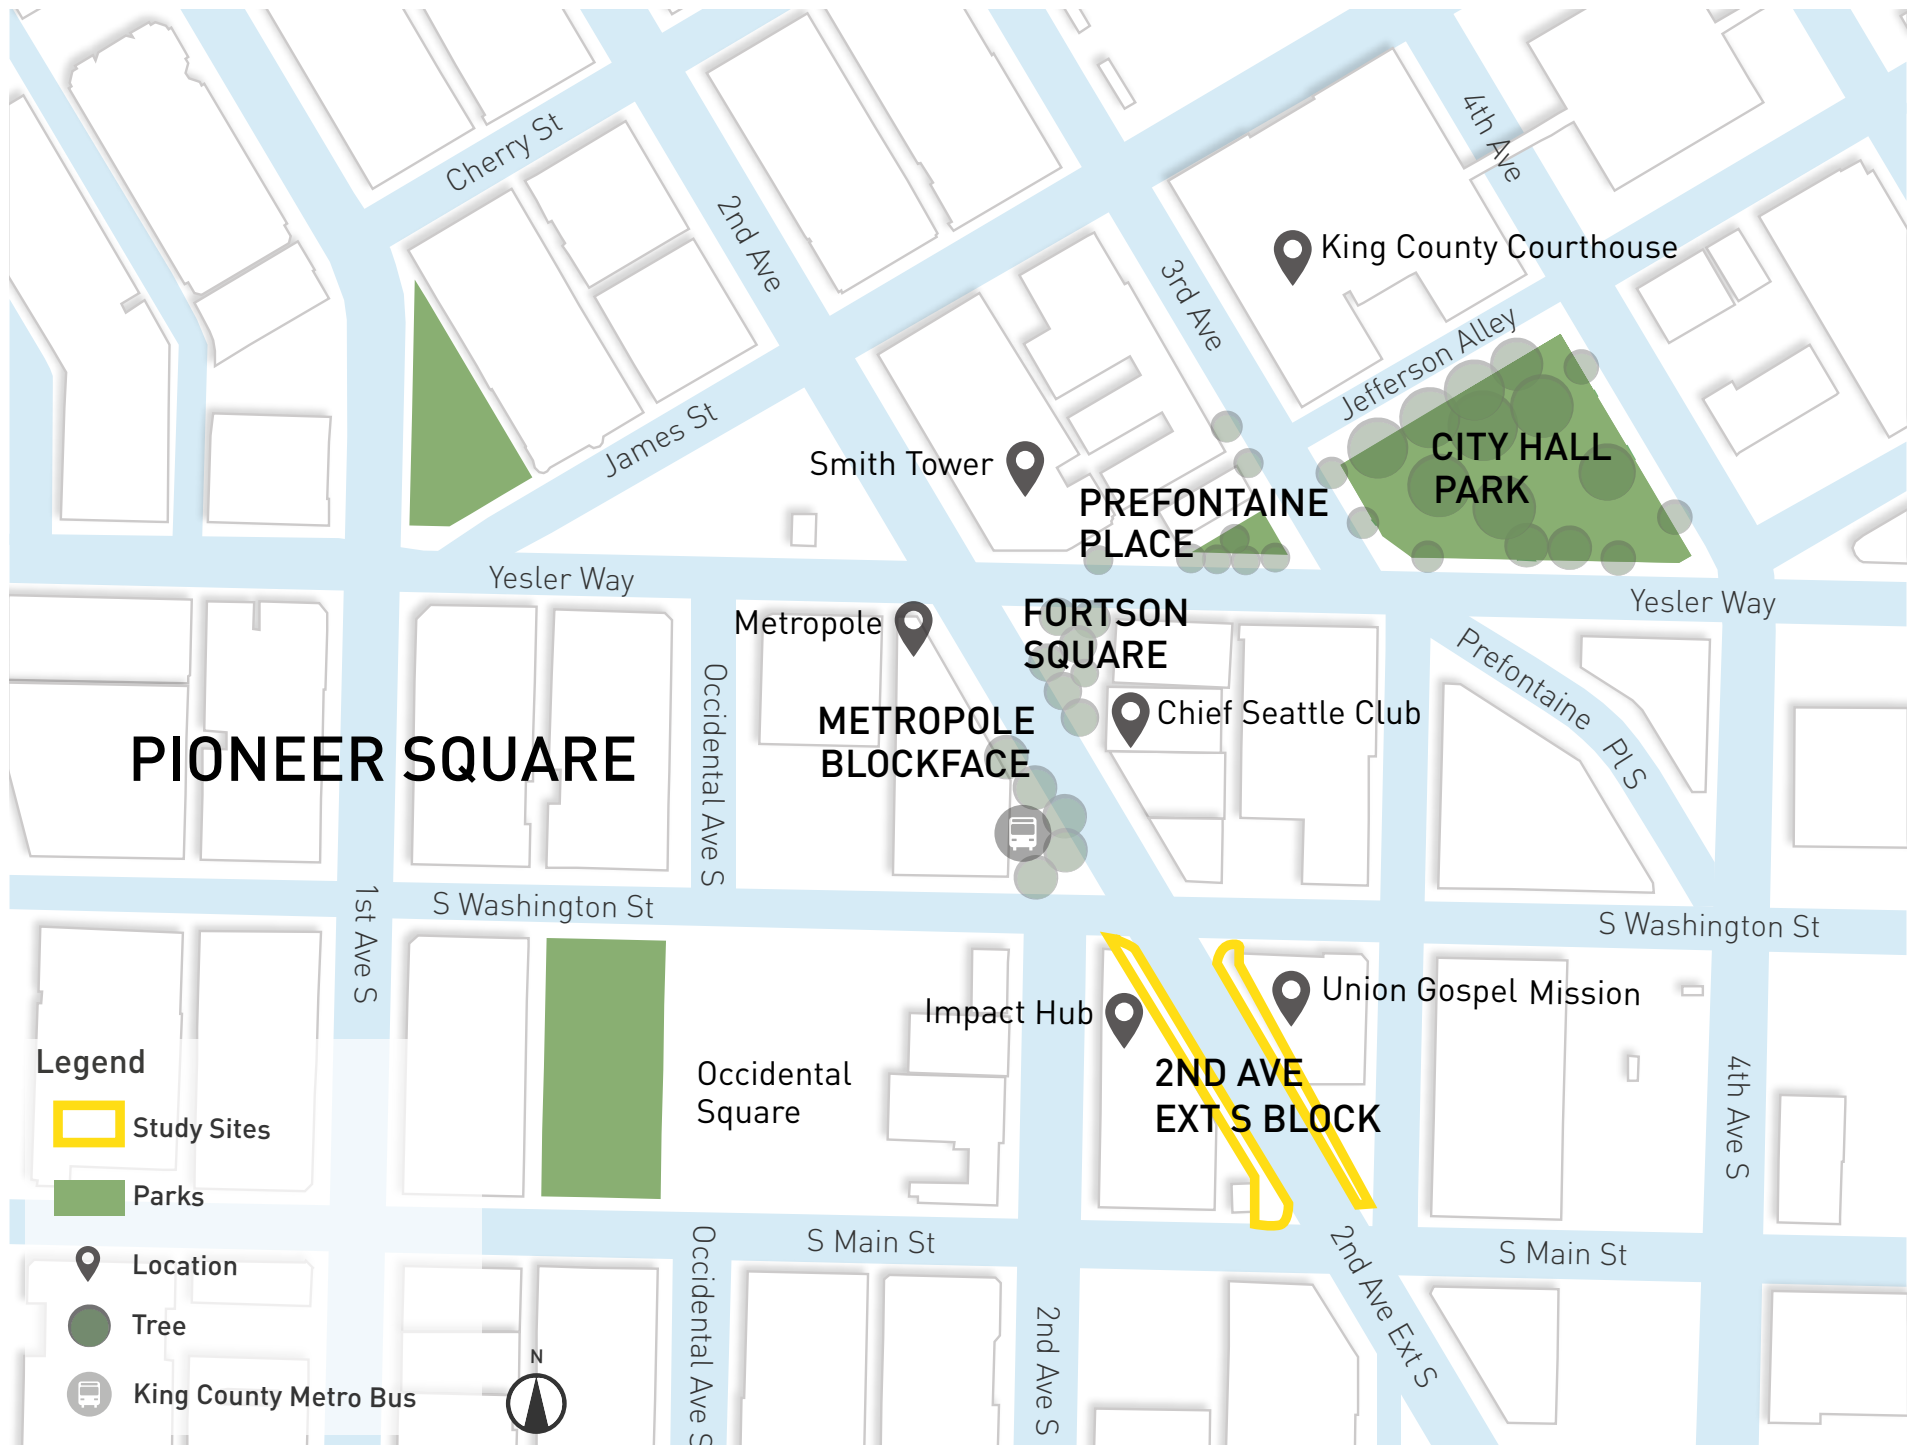 Cherry St
2nd Ave
4th Ave
King County Courthouse
3rd Ave
Jefferson Alley
James St
Smith Tower
CITY HALL
PARK
PREFONTAINE
PLACE
Yesler Way
Yesler Way
Metropole
FORTSON
SQUARE
Prefontaine Pl S
Occidental Ave S
METROPOLE
BLOCKFACE
Chief Seattle Club
PIONEER SQUARE
1st Ave S
S Washington St
S Washington St
Union Gospel Mission
Impact Hub
2ND AVE
EXT S BLOCK
Occidental
Square
4th Ave S
Legend
Study Sites
Parks
Location
Tree
King County Metro Bus
N
S Main St
S Main St
Occidental Ave S
2nd Ave S
2nd Ave Ext S